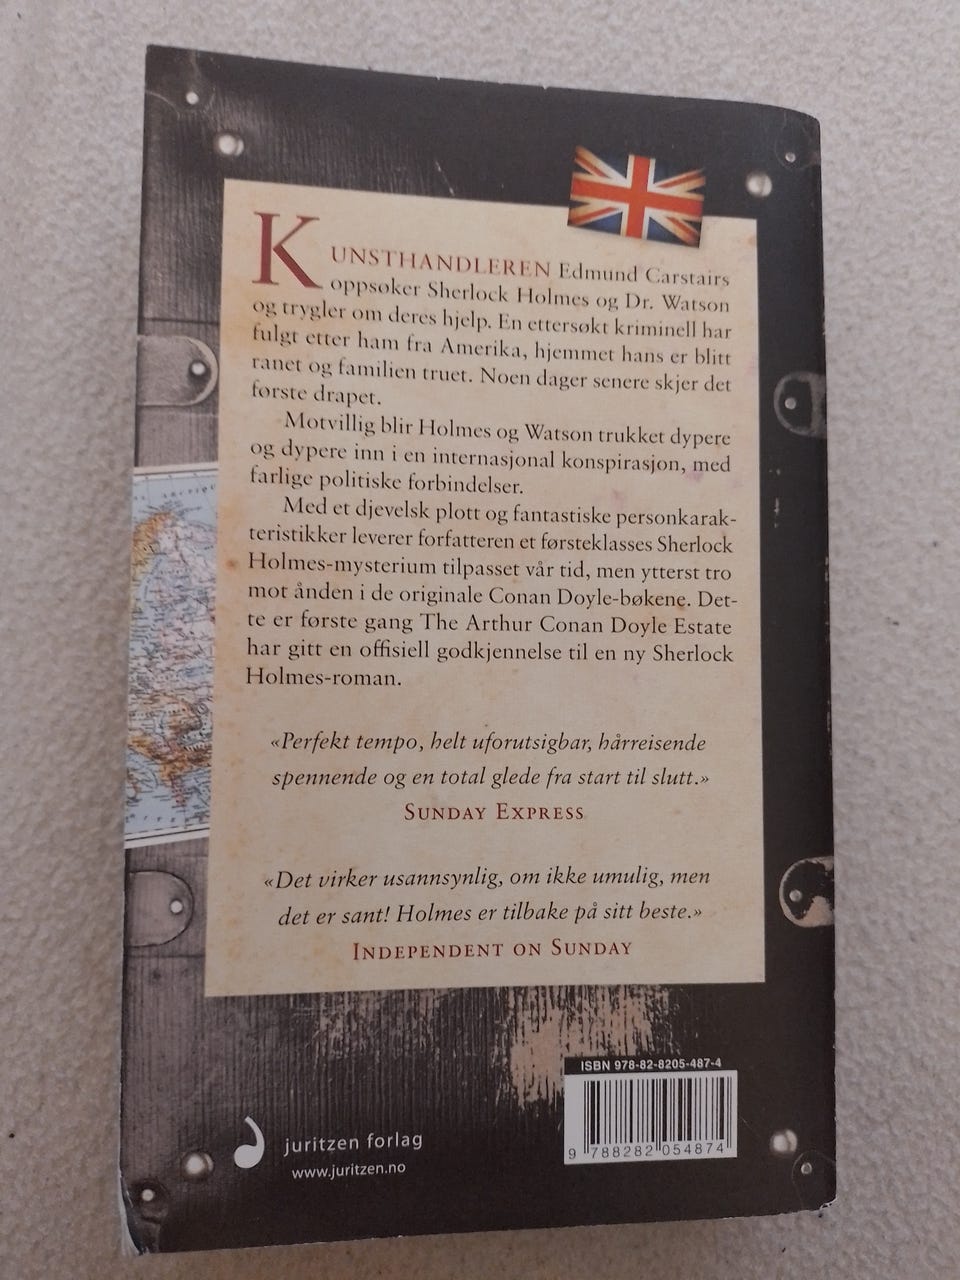 KUNSTHANDLEREN Edmund Carstairs
oppsøker Sherlock Holmes og Dr. Watson
og trygler om deres hjelp. En ettersøkt kriminell har
fulgt etter ham fra Amerika, hjemmet hans er blitt
ranet og familien truet. Noen dager senere skjer det
første drapet.
Motvillig blir Holmes og Watson trukket dypere
og dypere inn i en internasjonal konspirasjon, med
farlige politiske forbindelser.
Med et djevelsk plott og fantastiske personkarak-
teristikker leverer forfatteren et førsteklasses Sherlock
Holmes-mysterium tilpasset vår tid, men ytterst tro
mot ånden i de originale Conan Doyle-bøkene. Det-
te er første gang The Arthur Conan Doyle Estate
har gitt en offisiell godkjennelse til en ny Sherlock
Holmes-roman.
«Perfekt tempo, helt uforutsigbar, hårreisende
spennende og en total glede fra start til slutt.»
SUNDAY EXPRESS
«Det virker usannsynlig, om ikke umulig, men
det er sant! Holmes er tilbake på sitt beste.»
INDEPENDENT ON SUNDAY
ISBN 978-82-8205-487-4
9 788282 054874
juritzen forlag
www.juritzen.no